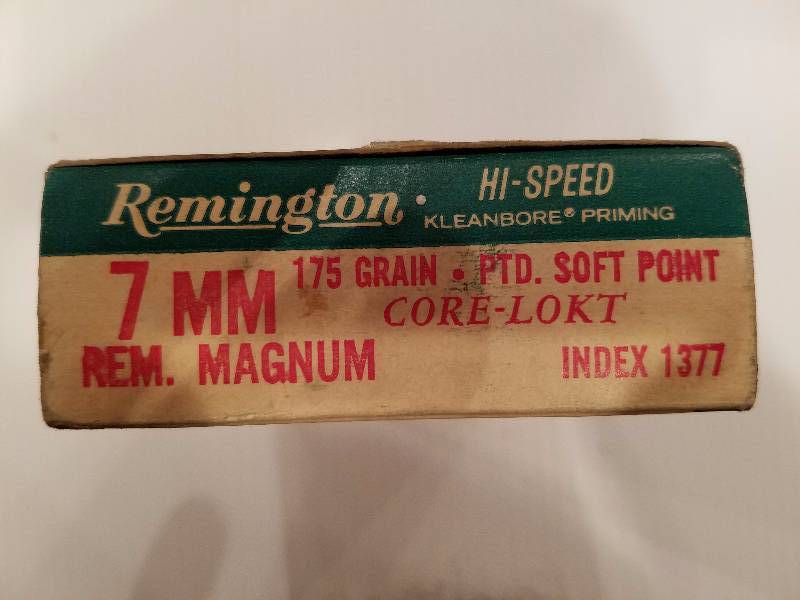 Remington. HI-SPEED
KLEANBORE® PRIMING
7 MM 175 GRAIN • PTD. SOFT POINT
CORE-LOKT
REM. MAGNUM INDEX 1377